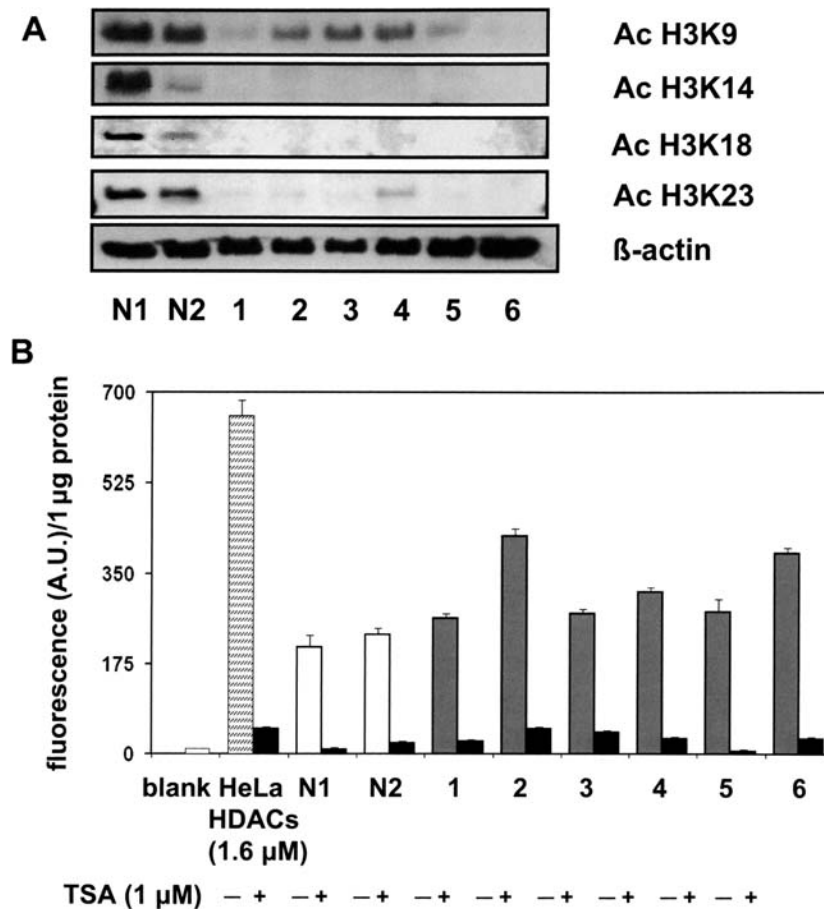 A
Ac H3K9
Ac H3K14
Ac H3K18
Ac H3K23
ß-actin
N1 N2 1 2 3 4 5 6
B
fluorescence (A.U.)/1 µg protein
700
525
350
175
0
blank HeLa N1 N2 1 2 3 4 5 6
HDACs
(1.6 µM)
TSA (1 µM) – + – + – + – + – + – + – + – + – +